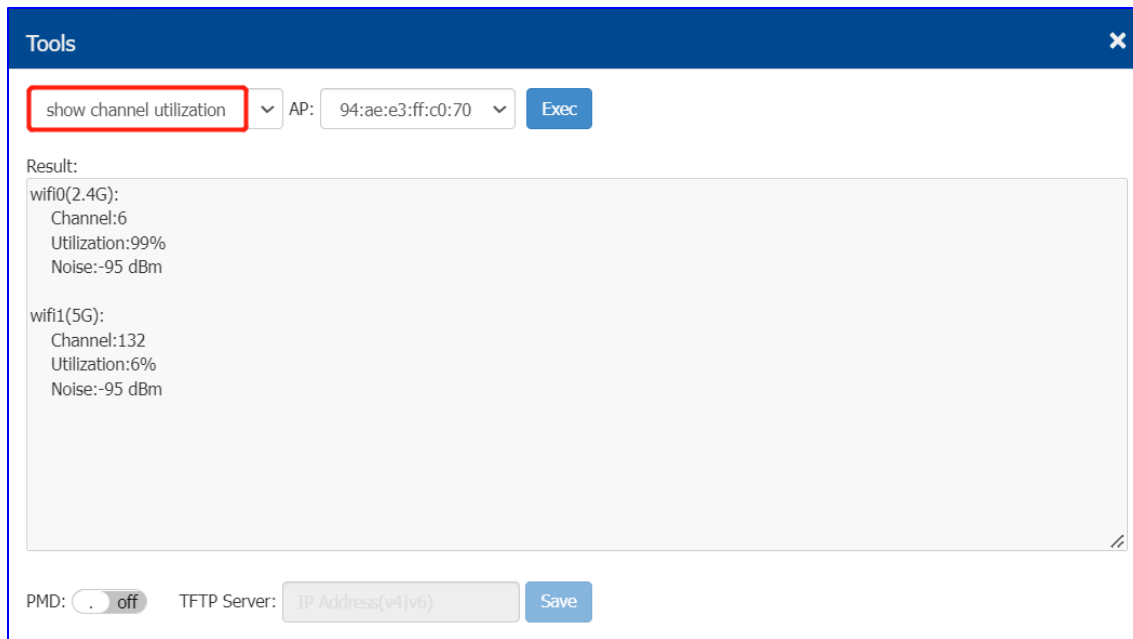 Tools
show channel utilization AP: 94:ae:e3:ff:c0:70 Exec
Result:
wifi0(2.4G):
Channel:6
Utilization:99%
Noise:-95 dBm
wifi1(5G):
Channel:132
Utilization:6%
Noise:-95 dBm
PMD: . off TFTP Server: IP Address(v4|v6) Save